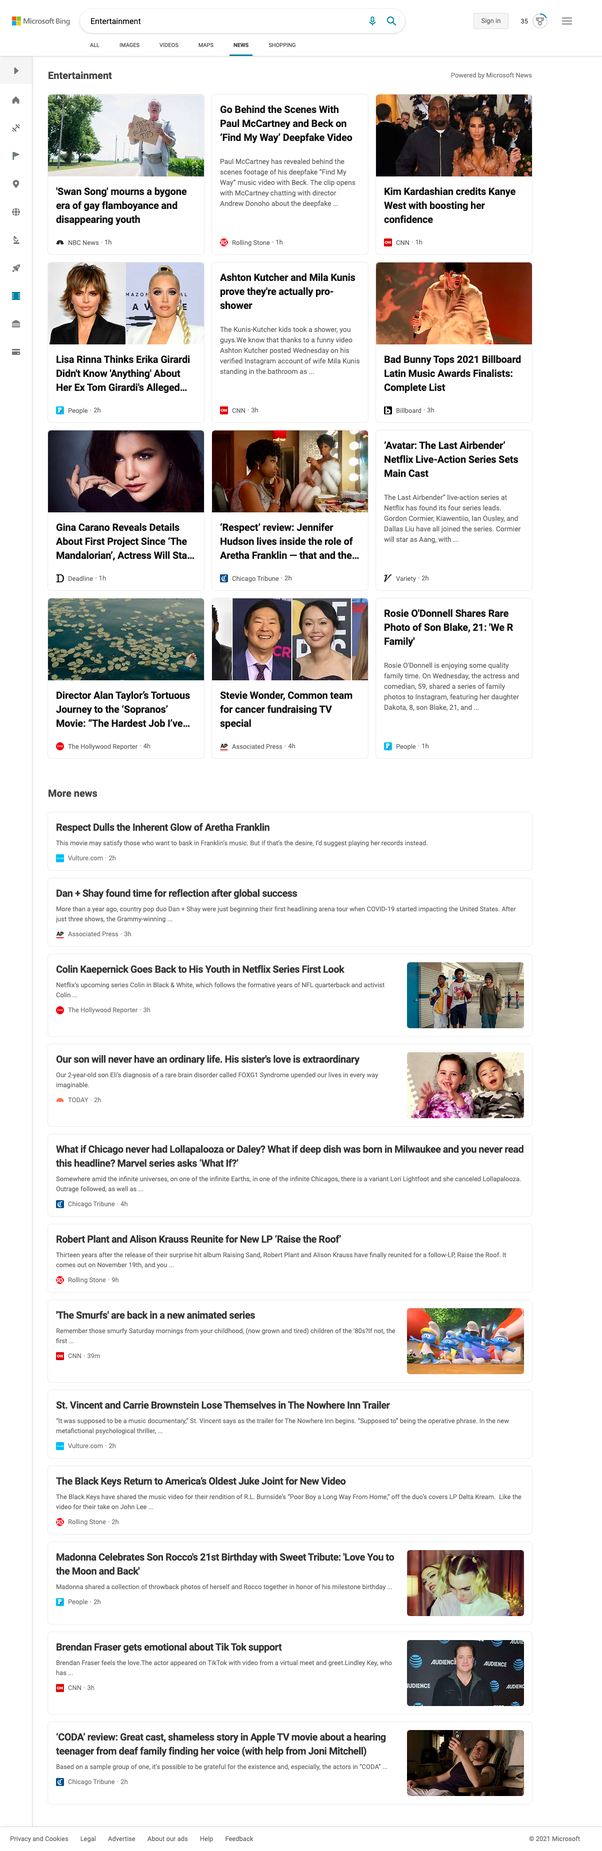 Microsoft Bing
Entertainment
Sign in
35
ALL
IMAGES
VIDEOS
MAPS
NEWS
SHOPPING
Entertainment
Powered by Microsoft News
'Swan Song' mourns a bygone
era of gay flamboyance and
disappearing youth
NBC News · 1h
Go Behind the Scenes With
Paul McCartney and Beck on
'Find My Way' Deepfake Video
Paul McCartney has revealed behind the
scenes footage of his deepfake "Find My
Way" music video with Beck. The clip opens
with McCartney chatting with director
Andrew Donoho about the deepfake ...
Rolling Stone · 1h
Kim Kardashian credits Kanye
West with boosting her
confidence
CNN · 1h
Lisa Rinna Thinks Erika Girardi
Didn't Know 'Anything' About
Her Ex Tom Girardi's Alleged...
People · 2h
Ashton Kutcher and Mila Kunis
prove they're actually pro-
shower
The Kunis-Kutcher kids took a shower, you
guys.We know that thanks to a funny video
Ashton Kutcher posted Wednesday on his
verified Instagram account of wife Mila Kunis
standing in the bathroom as ...
CNN · 3h
Bad Bunny Tops 2021 Billboard
Latin Music Awards Finalists:
Complete List
Billboard · 3h
Gina Carano Reveals Details
About First Project Since 'The
Mandalorian', Actress Will Sta...
Deadline · 1h
'Respect' review: Jennifer
Hudson lives inside the role of
Aretha Franklin — that and the...
Chicago Tribune · 2h
'Avatar: The Last Airbender'
Netflix Live-Action Series Sets
Main Cast
The Last Airbender" live-action series at
Netflix has found its four series leads.
Gordon Cormier, Kiawentiio, Ian Ousley, and
Dallas Liu have all joined the series. Cormier
will star as Aang, with ...
Variety · 2h
Director Alan Taylor's Tortuous
Journey to the 'Sopranos'
Movie: "The Hardest Job I've...
The Hollywood Reporter · 4h
Stevie Wonder, Common team
for cancer fundraising TV
special
AP Associated Press · 4h
Rosie O'Donnell Shares Rare
Photo of Son Blake, 21: 'We R
Family'
Rosie O'Donnell is enjoying some quality
family time. On Wednesday, the actress and
comedian, 59, shared a series of family
photos to Instagram, featuring her daughter
Dakota, 8, son Blake, 21, and ...
People · 1h
More news
Respect Dulls the Inherent Glow of Aretha Franklin
This movie may satisfy those who want to bask in Franklin's music. But if that's the desire, I'd suggest playing her records instead.
Vulture.com · 2h
Dan + Shay found time for reflection after global success
More than a year ago, country pop duo Dan + Shay were just beginning their first headlining arena tour when COVID-19 started impacting the United States. After
just three shows, the Grammy-winning ...
AP Associated Press · 3h
Colin Kaepernick Goes Back to His Youth in Netflix Series First Look
Netflix's upcoming series Colin in Black & White, which follows the formative years of NFL quarterback and activist
Colin ...
The Hollywood Reporter · 3h
Our son will never have an ordinary life. His sister's love is extraordinary
Our 2-year-old son Eli's diagnosis of a rare brain disorder called FOXG1 Syndrome upended our lives in every way
imaginable.
TODAY · 2h
What if Chicago never had Lollapalooza or Daley? What if deep dish was born in Milwaukee and you never read
this headline? Marvel series asks 'What If?'
Somewhere amid the infinite universes, on one of the infinite Earths, in one of the infinite Chicagos, there is a variant Lori Lightfoot and she canceled Lollapalooza.
Outrage followed, as well as ...
Chicago Tribune · 4h
Robert Plant and Alison Krauss Reunite for New LP 'Raise the Roof'
Thirteen years after the release of their surprise hit album Raising Sand, Robert Plant and Alison Krauss have finally reunited for a follow-LP, Raise the Roof. It
comes out on November 19th, and you ...
Rolling Stone · 9h
'The Smurfs' are back in a new animated series
Remember those smurfy Saturday mornings from your childhood, (now grown and tired) children of the '80s?If not, the
first ...
CNN · 39m
St. Vincent and Carrie Brownstein Lose Themselves in The Nowhere Inn Trailer
"It was supposed to be a music documentary," St. Vincent says as the trailer for The Nowhere Inn begins. "Supposed to" being the operative phrase. In the new
metafictional psychological thriller, ...
Vulture.com · 2h
The Black Keys Return to America's Oldest Juke Joint for New Video
The Black Keys have shared the music video for their rendition of R.L. Burnside's "Poor Boy a Long Way From Home," off the duo's covers LP Delta Kream. Like the
video for their take on John Lee ...
Rolling Stone · 2h
Madonna Celebrates Son Rocco's 21st Birthday with Sweet Tribute: 'Love You to
the Moon and Back'
Madonna shared a collection of throwback photos of herself and Rocco together in honor of his milestone birthday ...
People · 2h
Brendan Fraser gets emotional about Tik Tok support
Brendan Fraser feels the love.The actor appeared on TikTok with video from a virtual meet and greet.Lindley Key, who
has ...
CNN · 3h
AUDIENCE
'CODA' review: Great cast, shameless story in Apple TV movie about a hearing
teenager from deaf family finding her voice (with help from Joni Mitchell)
Based on a sample group of one, it's possible to be grateful for the existence and, especially, the actors in "CODA" ...
Chicago Tribune · 2h
Privacy and Cookies
Legal
Advertise
About our ads
Help
Feedback
© 2021 Microsoft